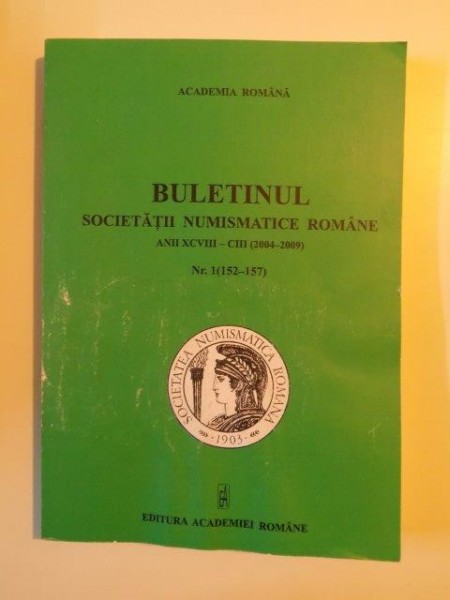 ACADEMIA ROMÂNĂ
BULETINUL
SOCIETĂȚII NUMISMATICE ROMÂNE
ANII XCVIII – CIII (2004–2009)
Nr. 1(152–157)
SOCIETATEA NUMISMATICA ROMANA
1903
EA
EDITURA ACADEMIEI ROMÂNE